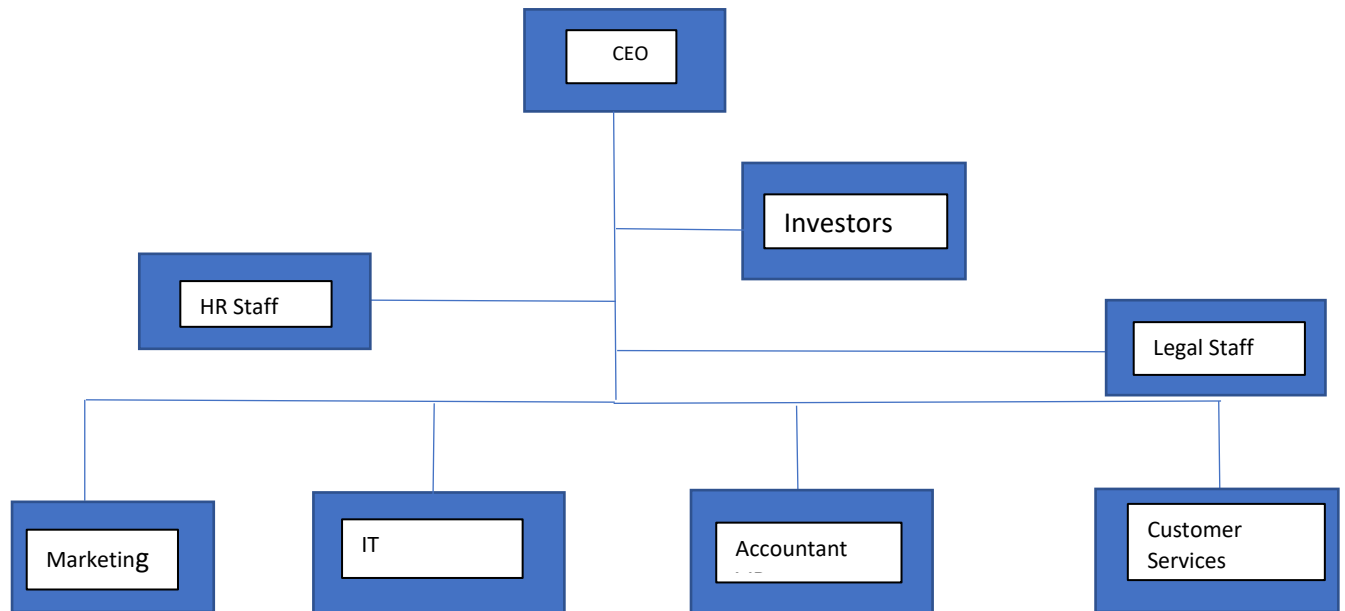 CEO
Investors
HR Staff
Legal Staff
Marketing
IT
Accountant
Customer
Services